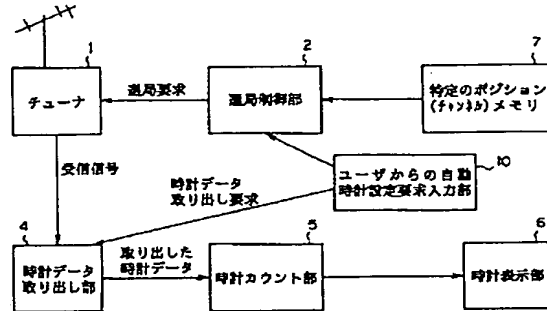 1
チューナ
選局要求
2
選局制御部
7
特定のポジション
(チャンネル)メモリ
受信信号
時計データ
取り出し要求
ユーザからの自動
時計設定要求入力部
10
4
時計データ
取り出し部
取り出した
時計データ
5
時計カウント部
6
時計表示部